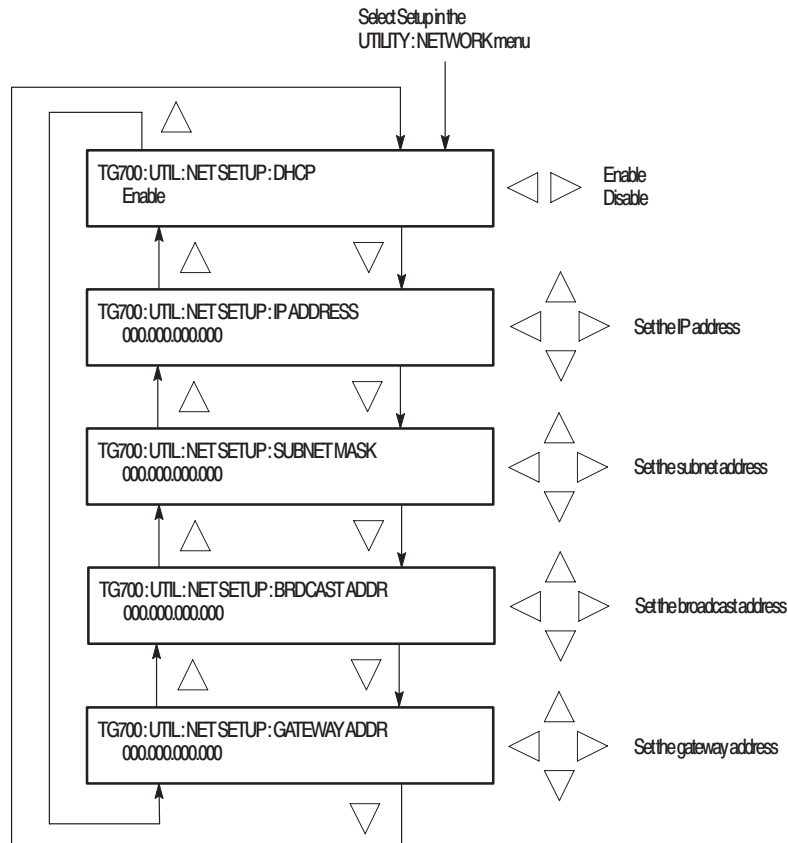 Select Setup in the
UTILITY : NETWORK menu
TG700 : UTIL : NET SETUP : DHCP
Enable
Enable
Disable
TG700 : UTIL : NET SETUP : IP ADDRESS
000.000.000.000
Set the IP address
TG700 : UTIL : NET SETUP : SUBNET MASK
000.000.000.000
Set the subnet address
TG700 : UTIL : NET SETUP : BRDCAST ADDR
000.000.000.000
Set the broadcast address
TG700 : UTIL : NET SETUP : GATEWAY ADDR
000.000.000.000
Set the gateway address